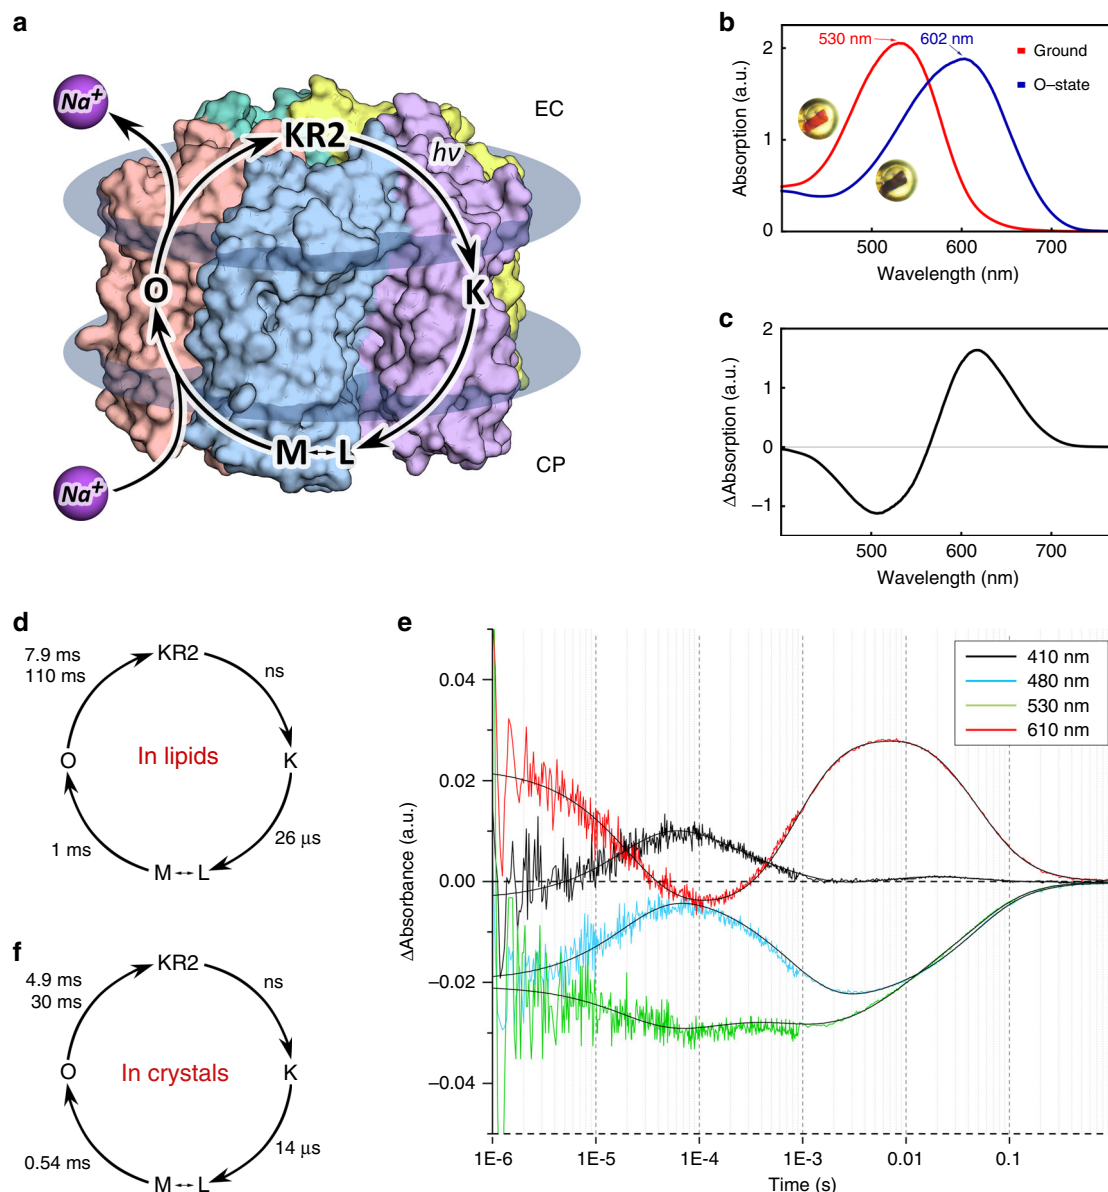 a
Na+
EC
KR2
hν
O
K
M↔L
CP
Na+
b
530 nm
602 nm
Ground
O–state
Absorption (a.u.)
2
1
0
500
600
700
Wavelength (nm)
c
ΔAbsorption (a.u.)
2
1
0
−1
500
600
700
Wavelength (nm)
d
7.9 ms
110 ms
KR2
ns
O
In lipids
K
1 ms
26 μs
M↔L
e
ΔAbsorbance (a.u.)
0.04
0.02
0.00
−0.02
−0.04
410 nm
480 nm
530 nm
610 nm
1E-6
1E-5
1E-4
1E-3
0.01
0.1
Time (s)
f
4.9 ms
30 ms
KR2
ns
O
In crystals
K
0.54 ms
14 μs
M↔L